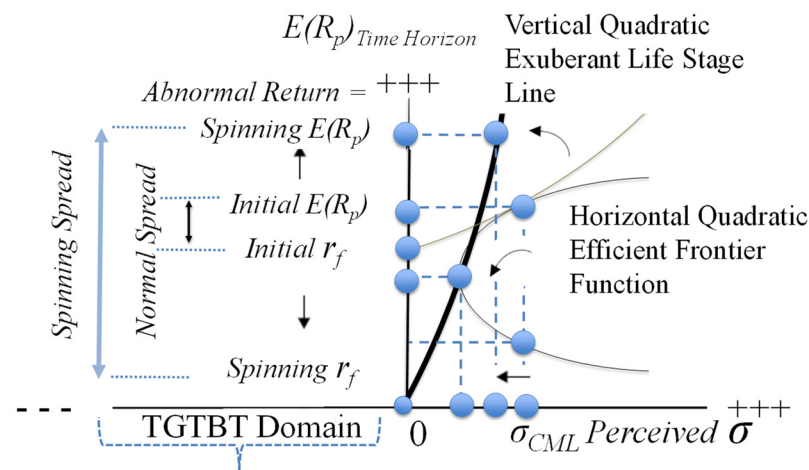 E(Rp)Time Horizon
Vertical Quadratic
Exuberant Life Stage
Line
+++
Abnormal Return =
Spinning E(Rp)
Initial E(Rp)
Initial rf
Spinning rf
Spinning Spread
Normal Spread
Horizontal Quadratic
Efficient Frontier
Function
- - - -
TGTBT Domain
0
σCML Perceived σ
+++